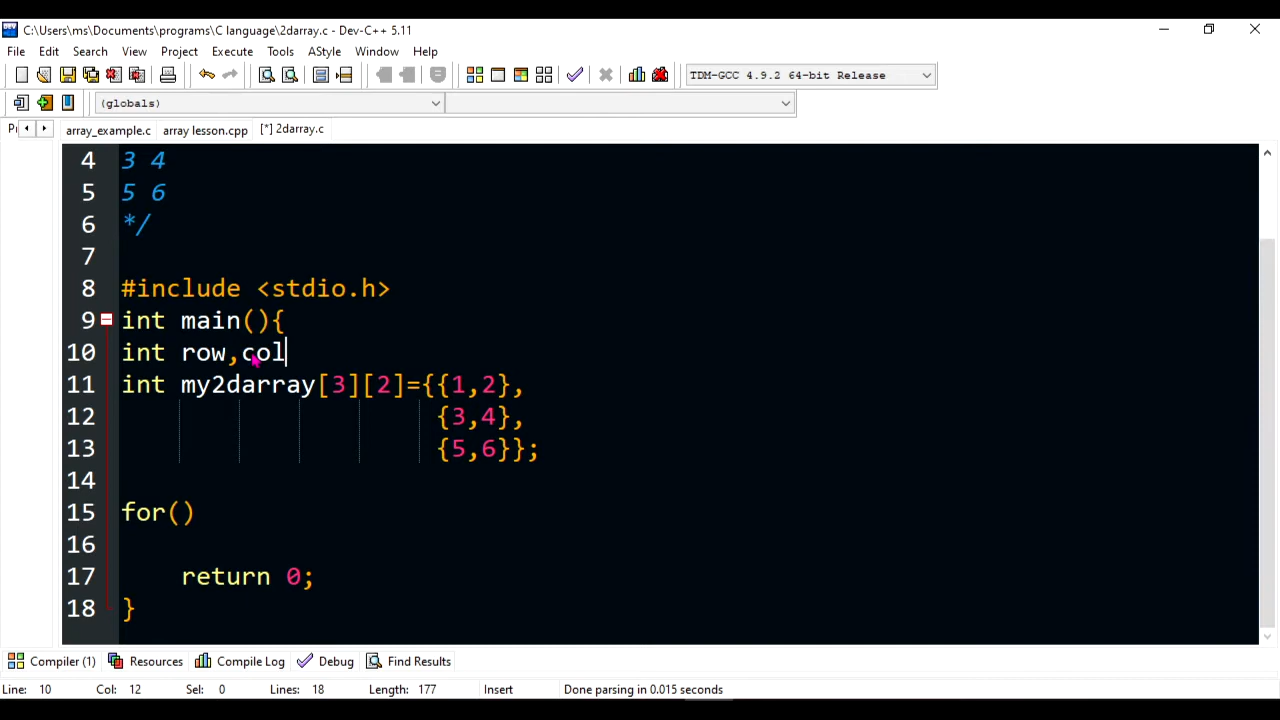 C:\Users\ms\Documents\programs\C language\2darray.c - Dev-C++ 5.11
File Edit Search View Project Execute Tools AStyle Window Help
TDM-GCC 4.9.2 64-bit Release
(globals)
array_example.c array lesson.cpp [*] 2darray.c
4 3 4
5 5 6
6 */
7
8 #include <stdio.h>
9 int main(){
10 int row,col
11 int my2darray[3][2]={{1,2},
12 {3,4},
13 {5,6}};
14
15 for()
16
17 return 0;
18 }
Compiler (1) Resources Compile Log Debug Find Results
Line: 10 Col: 12 Sel: 0 Lines: 18 Length: 177 Insert Done parsing in 0.015 seconds